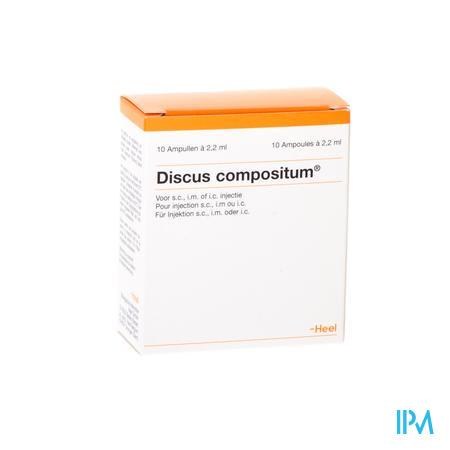 10 Ampullen à 2,2 ml
10 Ampoules à 2,2 ml
Discus compositum®
Voor s.c., i.m. of i.c. injectie
Pour injection s.c., i.m ou i.c.
Für Injektion s.c., i.m. oder i.c.
-Heel
IPM